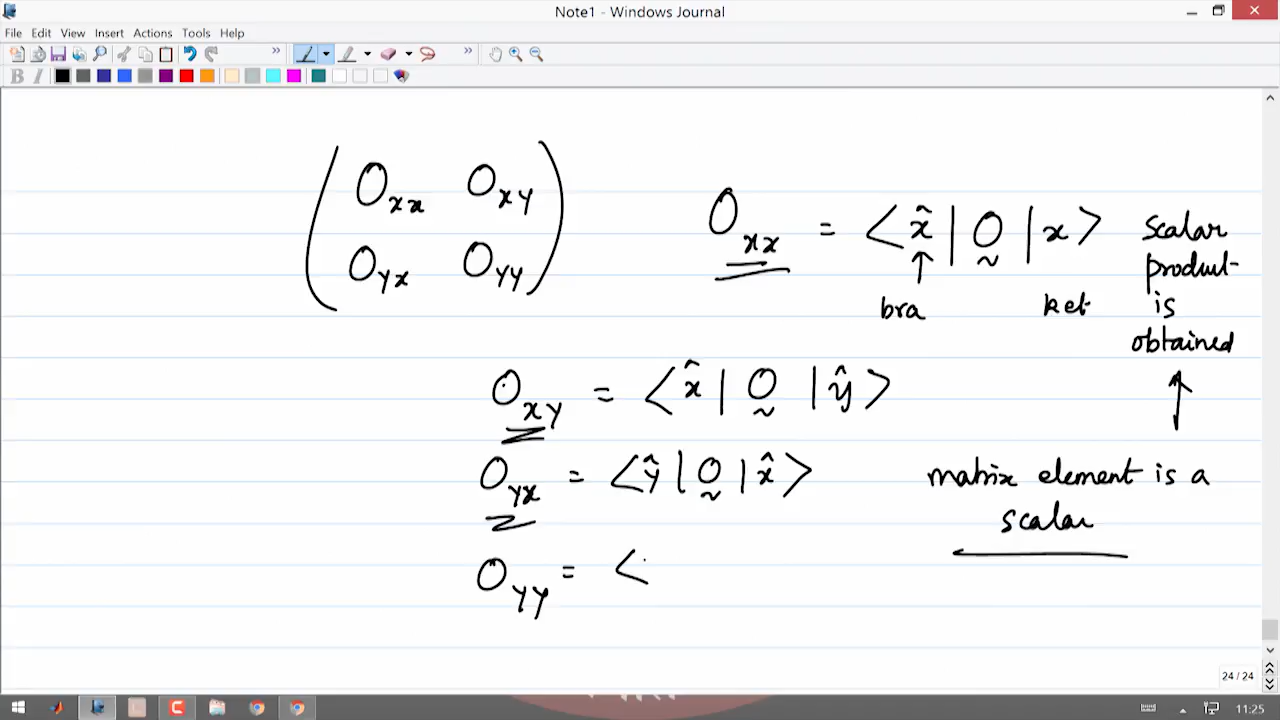 Note1 - Windows Journal
File Edit View Insert Actions Tools Help
O_xx O_xy
O_yx O_yy
O_xx = <x̂|O̰|x>
bra ket
scalar
product
is
obtained
O_xy = <x̂|O̰|ŷ>
O_yx = <ŷ|O̰|x̂>
matrix element is a
scalar
O_yy = <
24 / 24
11:25